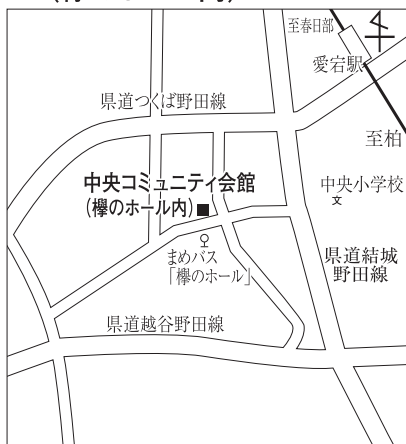 至春日部
愛宕駅
県道つくば野田線
至柏
中央コミュニティ会館
(欅のホール内)
中央小学校
文
まめバス
「欅のホール」
県道結城
野田線
県道越谷野田線